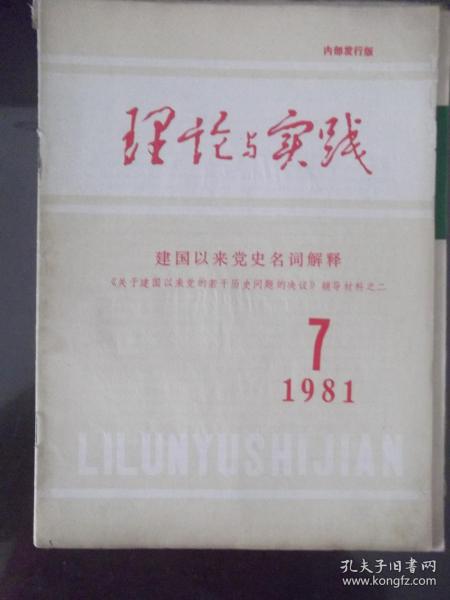 内部发行版
理论与实践
建国以来党史名词解释
《关于建国以来党的若干历史问题的决议》辅导材料之二
7
1981
LILUNYUSHIJIAN
孔夫子旧书网
www.kongfz.com